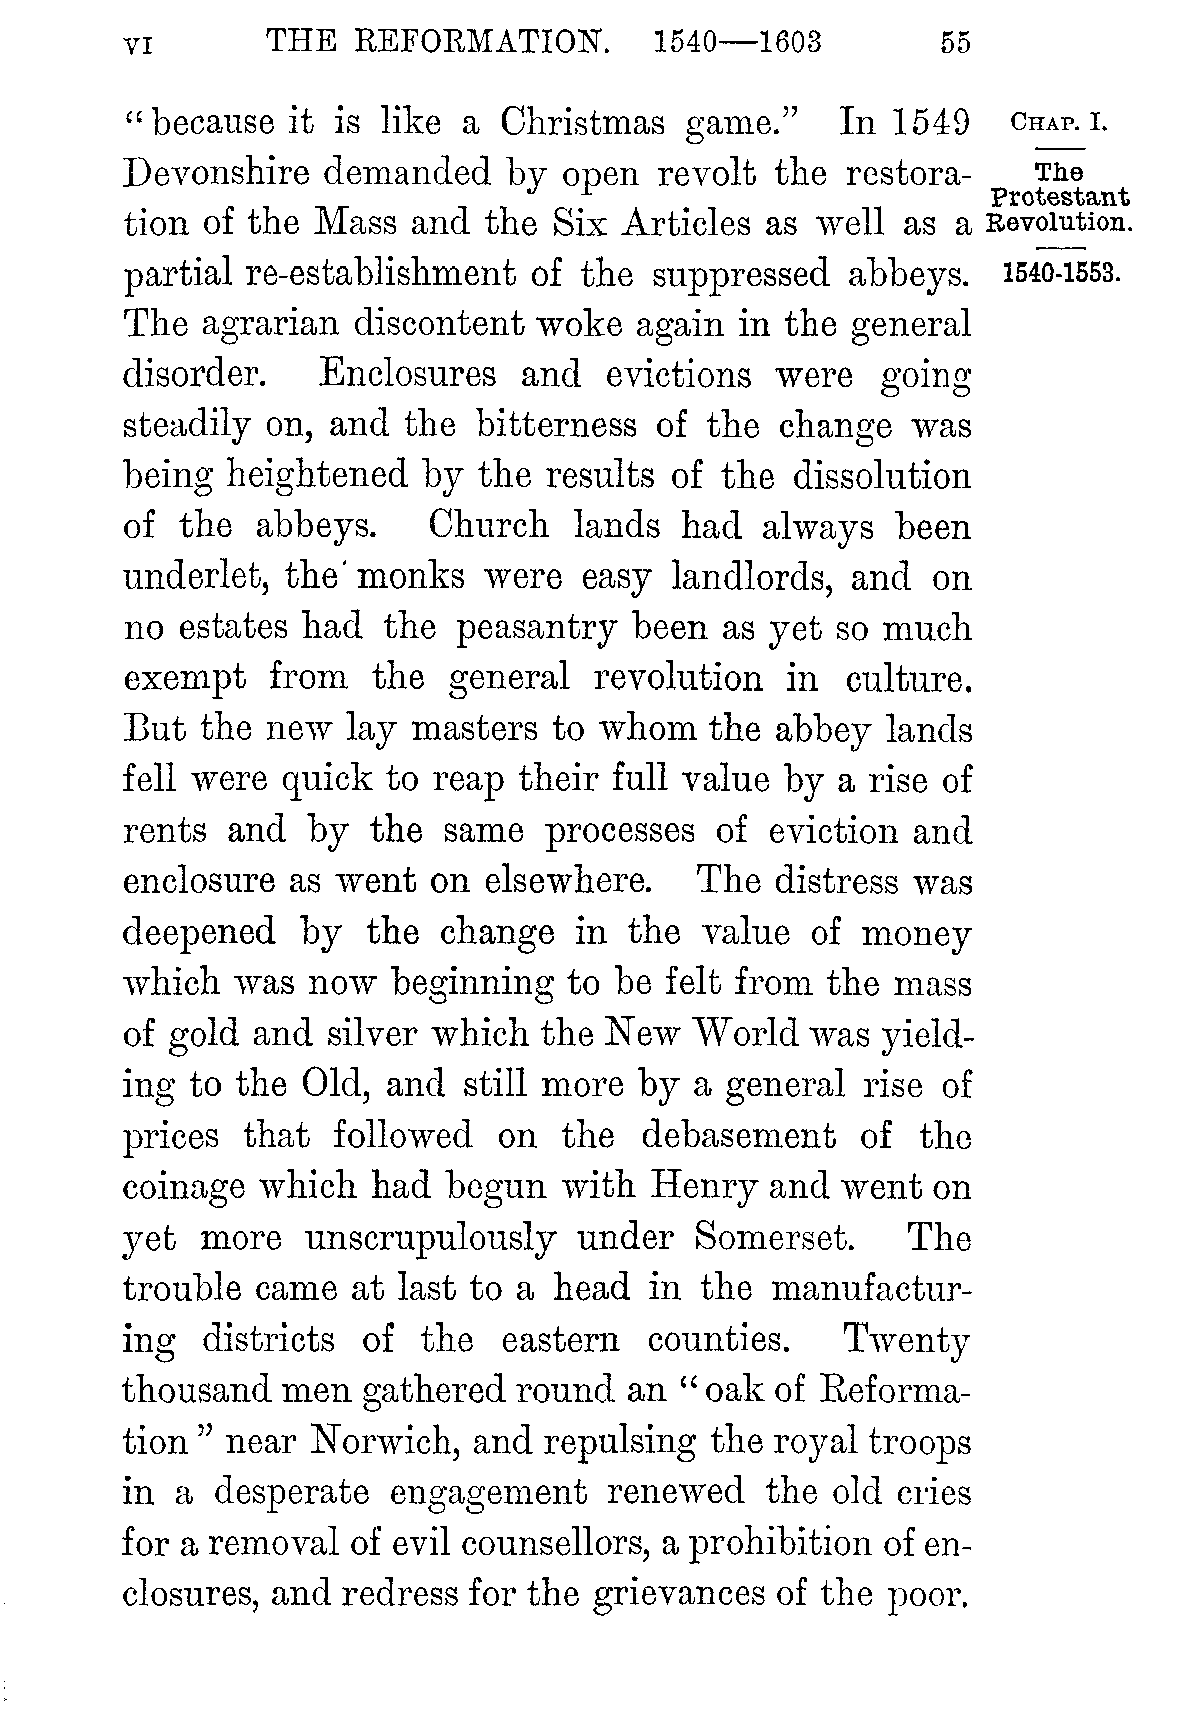 VI THE REFORMATION. 1540—1603 55
“because it is like a Christmas game.” In 1549
Devonshire demanded by open revolt the restora-
tion of the Mass and the Six Articles as well as a
partial re-establishment of the suppressed abbeys.
The agrarian discontent woke again in the general
disorder. Enclosures and evictions were going
steadily on, and the bitterness of the change was
being heightened by the results of the dissolution
of the abbeys. Church lands had always been
underlet, the monks were easy landlords, and on
no estates had the peasantry been as yet so much
exempt from the general revolution in culture.
But the new lay masters to whom the abbey lands
fell were quick to reap their full value by a rise of
rents and by the same processes of eviction and
enclosure as went on elsewhere. The distress was
deepened by the change in the value of money
which was now beginning to be felt from the mass
of gold and silver which the New World was yield-
ing to the Old, and still more by a general rise of
prices that followed on the debasement of the
coinage which had begun with Henry and went on
yet more unscrupulously under Somerset. The
trouble came at last to a head in the manufactur-
ing districts of the eastern counties. Twenty
thousand men gathered round an “oak of Reforma-
tion” near Norwich, and repulsing the royal troops
in a desperate engagement renewed the old cries
for a removal of evil counsellors, a prohibition of en-
closures, and redress for the grievances of the poor.
CHAP. I.
The
Protestant
Revolution.
1540-1553.